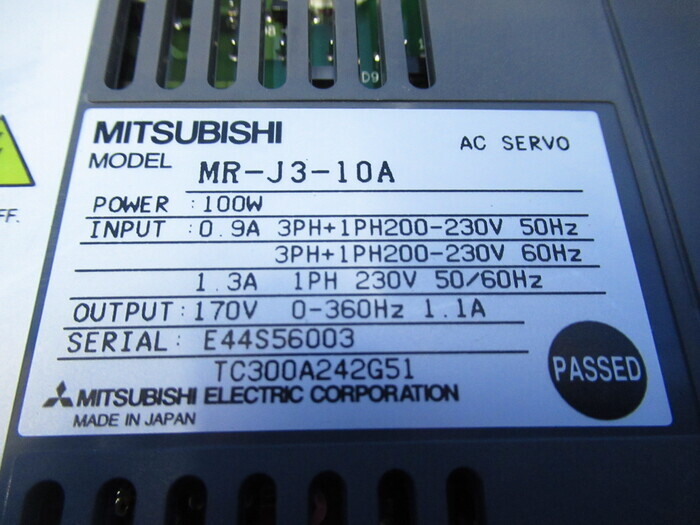 D9
MITSUBISHI
AC SERVO
MODEL MR-J3-10A
POWER :100W
INPUT :0.9A 3PH+1PH200-230V 50Hz
3PH+1PH200-230V 60Hz
1.3A 1PH 230V 50/60Hz
OUTPUT:170V 0-360Hz 1.1A
SERIAL: E44S56003
TC300A242G51
PASSED
MITSUBISHI ELECTRIC CORPORATION
MADE IN JAPAN